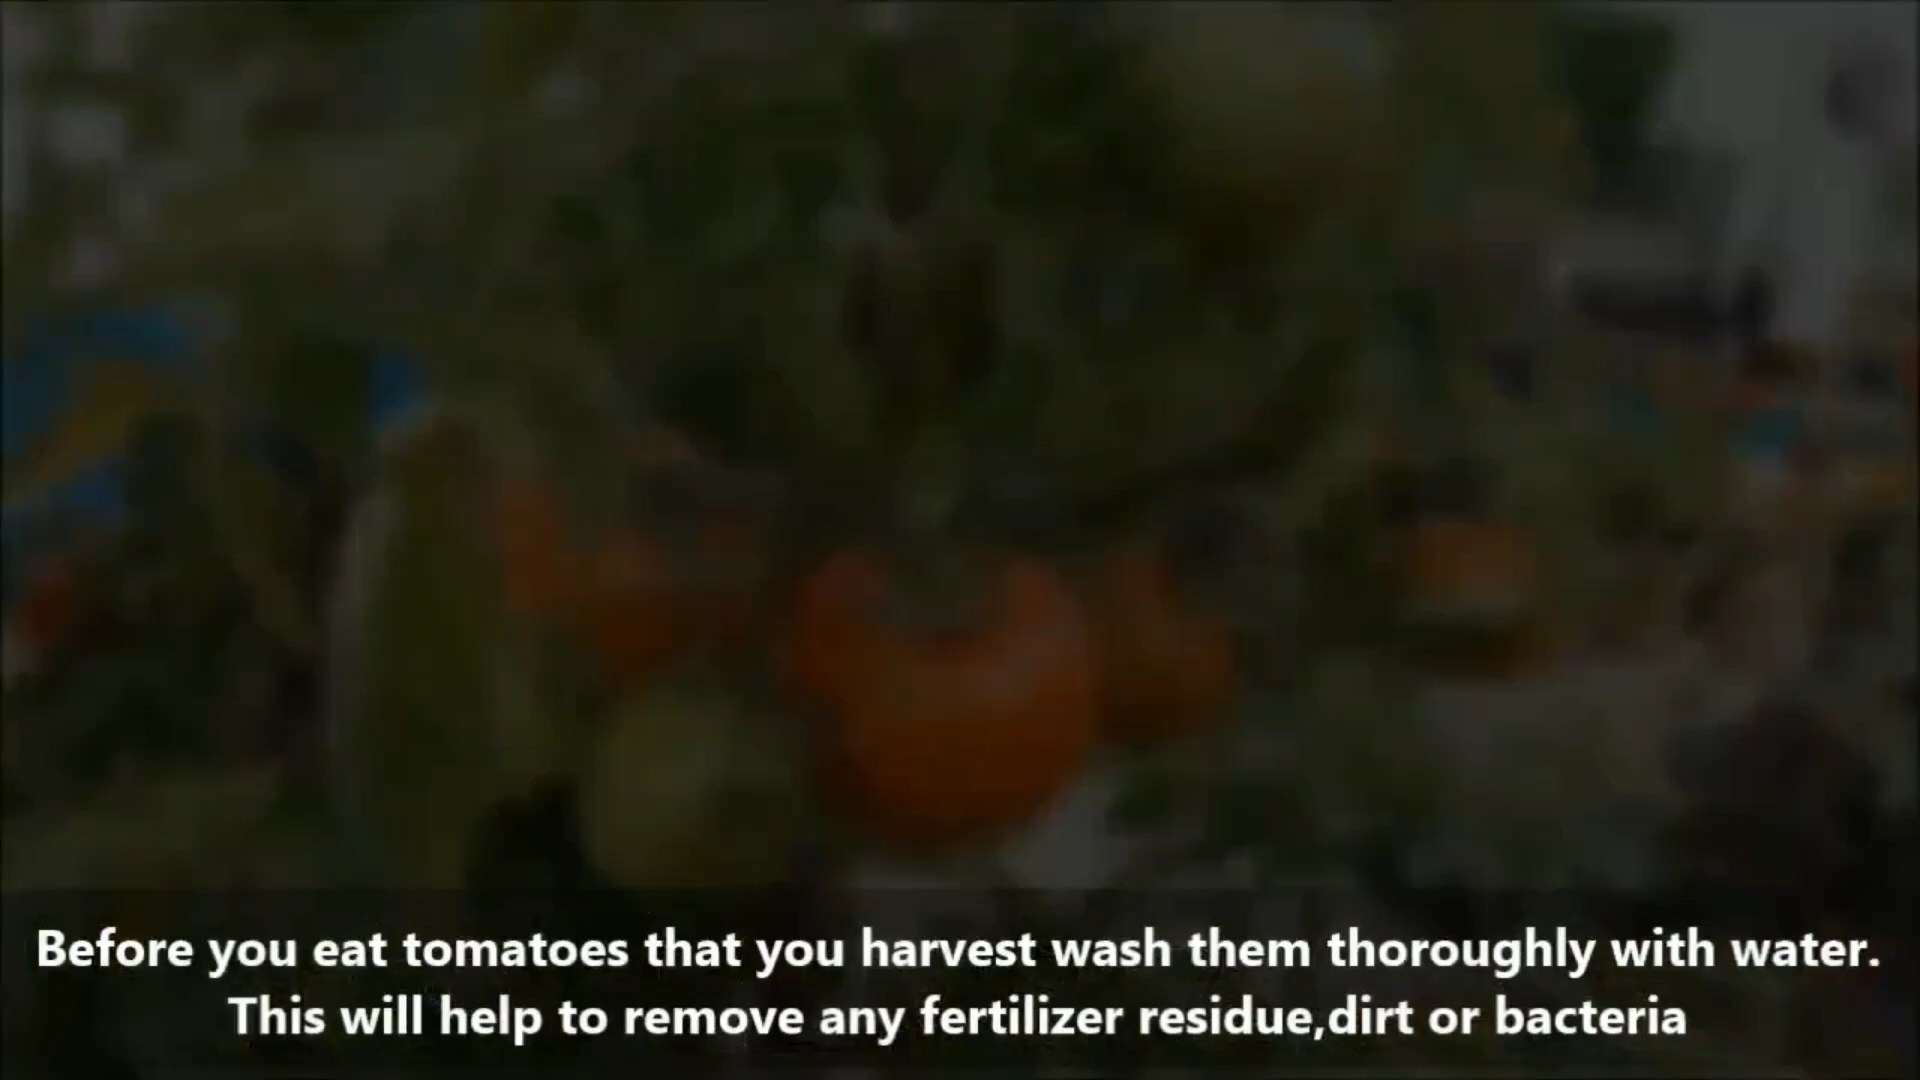 Before you eat tomatoes that you harvest wash them thoroughly with water.
This will help to remove any fertilizer residue,dirt or bacteria